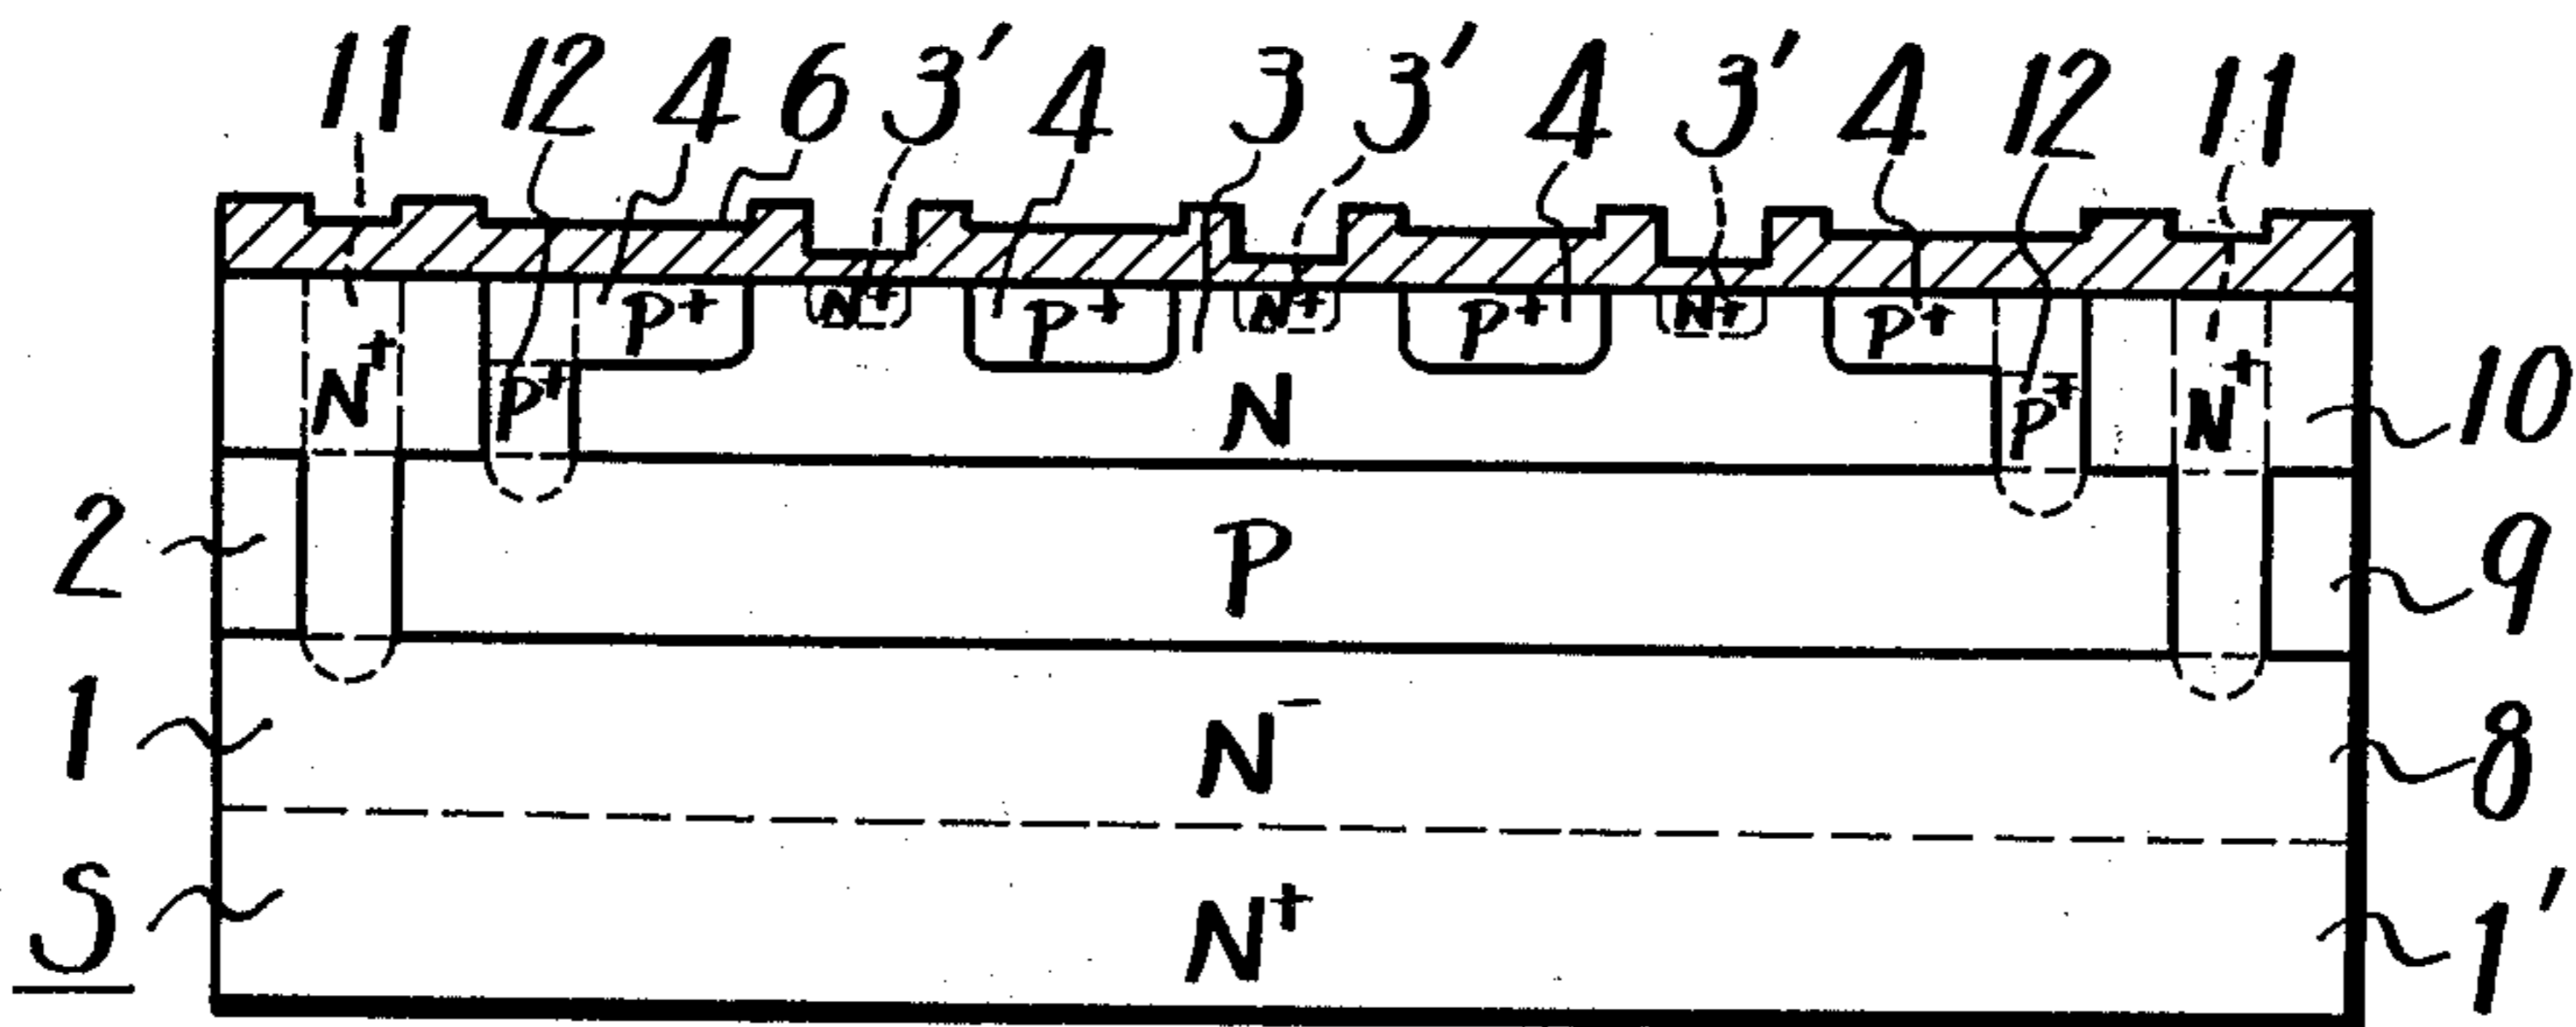 11 12 4 6 3' 4 3 3' 4 3' 4 12 11
P+ N+ P+ N+ P+ N+ P+
N+ P+ N P+ N+ 10
2 P 9
1 N- 8
S N+ 1'